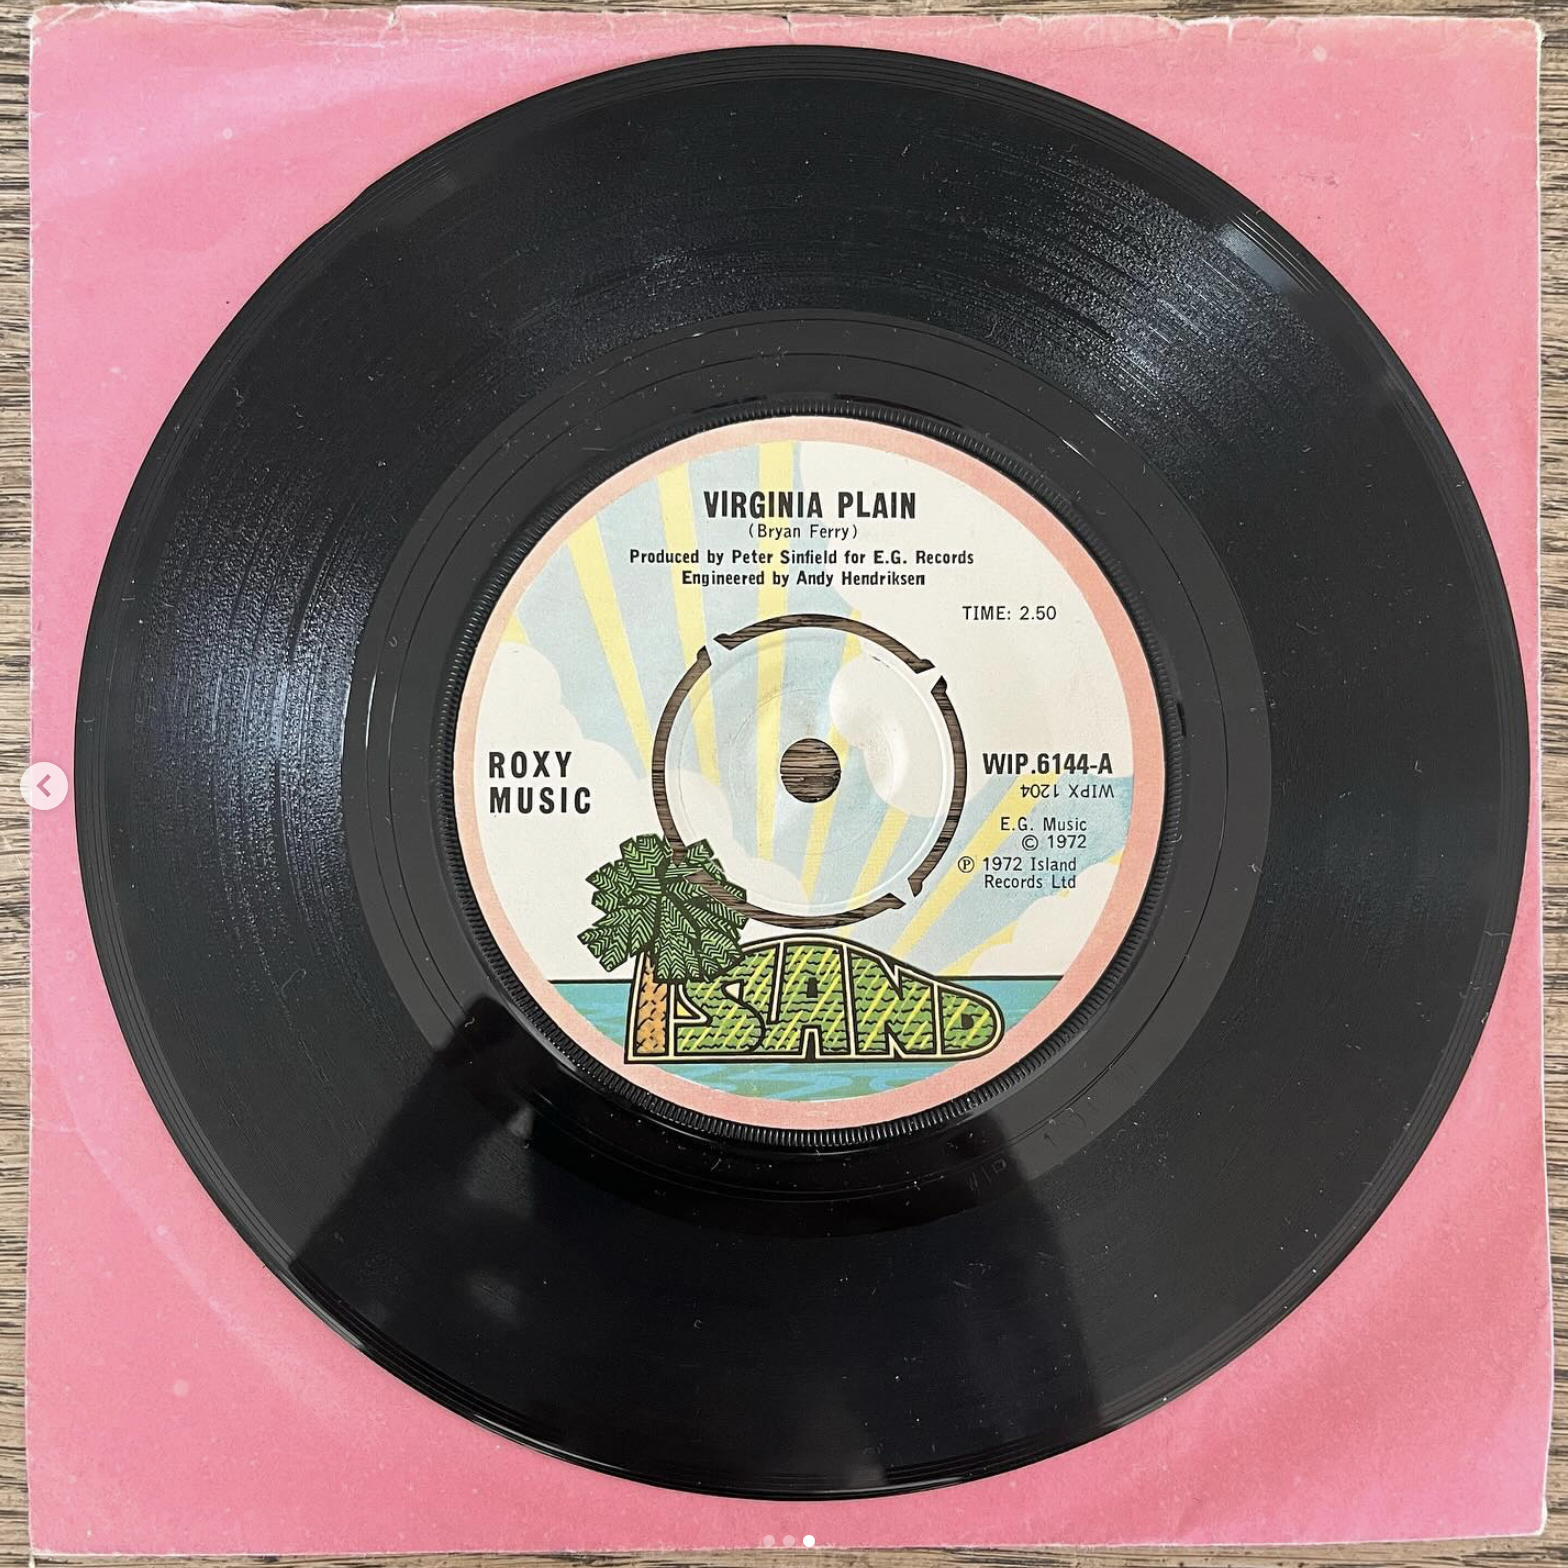 VIRGINIA PLAIN
(Bryan Ferry)
Produced by Peter Sinfield for E.G. Records
Engineered by Andy Hendriksen
TIME: 2.50
ROXY
MUSIC
WIP.6144-A
WIPX 1204
E.G. Music
© 1972
℗ 1972 Island
Records Ltd
ISLAND